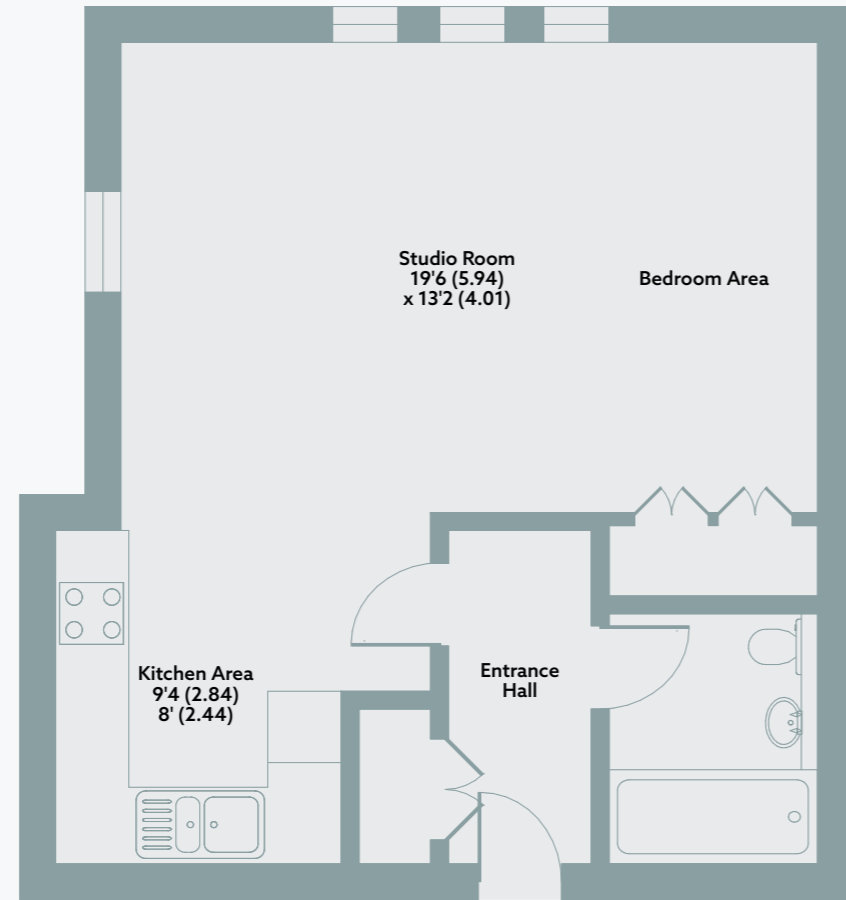 Studio Room
19'6 (5.94)
x 13'2 (4.01)
Bedroom Area
Kitchen Area
9'4 (2.84)
8' (2.44)
Entrance
Hall